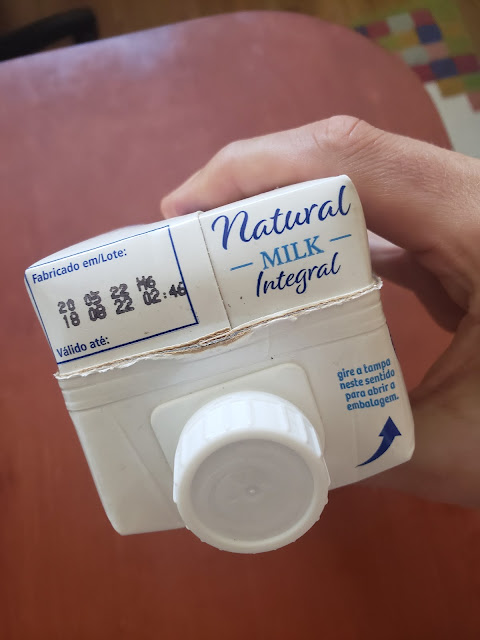 Fabricado em/Lote:
20 05 22 MG
18 08 22 02:46
Válido até:
Natural
MILK
Integral
gire a tampa
neste sentido
para abrir a
embalagem.